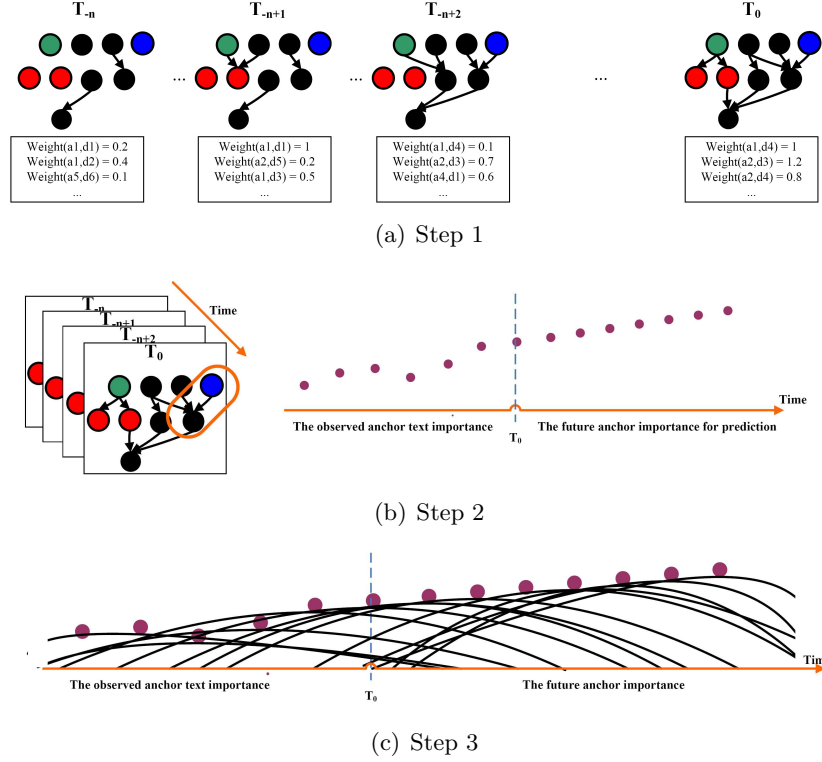 T-n T-n+1 T-n+2 T0
... ... ...
Weight(a1,d1) = 0.2
Weight(a1,d2) = 0.4
Weight(a5,d6) = 0.1
...
Weight(a1,d1) = 1
Weight(a2,d5) = 0.2
Weight(a1,d3) = 0.5
...
Weight(a1,d4) = 0.1
Weight(a2,d3) = 0.7
Weight(a4,d1) = 0.6
...
Weight(a1,d4) = 1
Weight(a2,d3) = 1.2
Weight(a2,d4) = 0.8
...
(a) Step 1
T-n
T-n+1
T-n+2
T0
Time
Time
The observed anchor text importance
T0
The future anchor importance for prediction
(b) Step 2
Time
The observed anchor text importance
T0
The future anchor importance
(c) Step 3